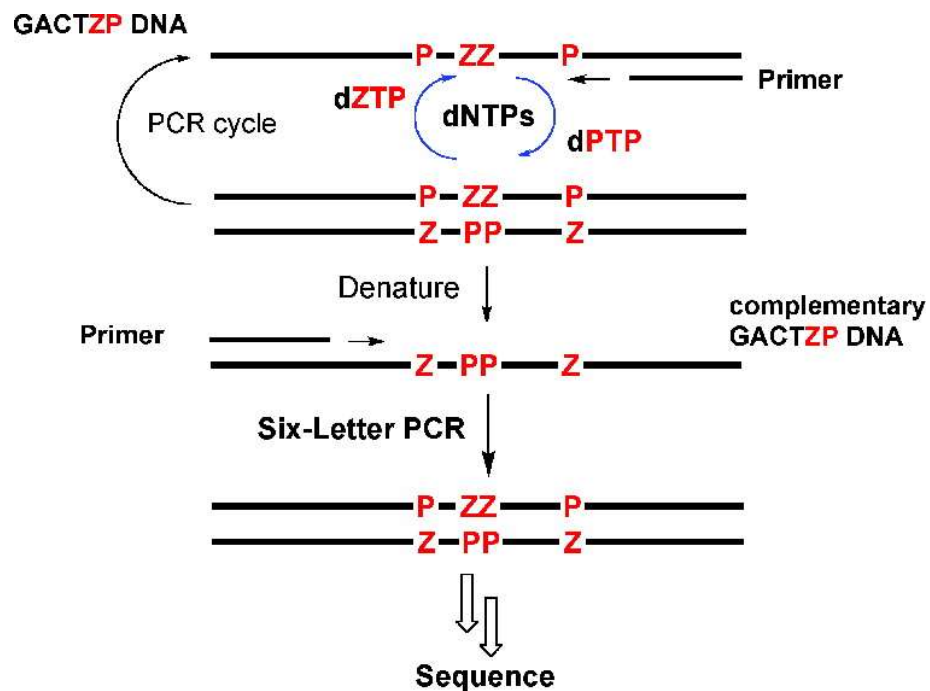 GACTZP DNA
P ZZ P
Primer
dZTP
dNTPs
PCR cycle
dPTP
P ZZ P
Z PP Z
Denature
complementary
GACTZP DNA
Primer
Z PP Z
Six-Letter PCR
P ZZ P
Z PP Z
Sequence